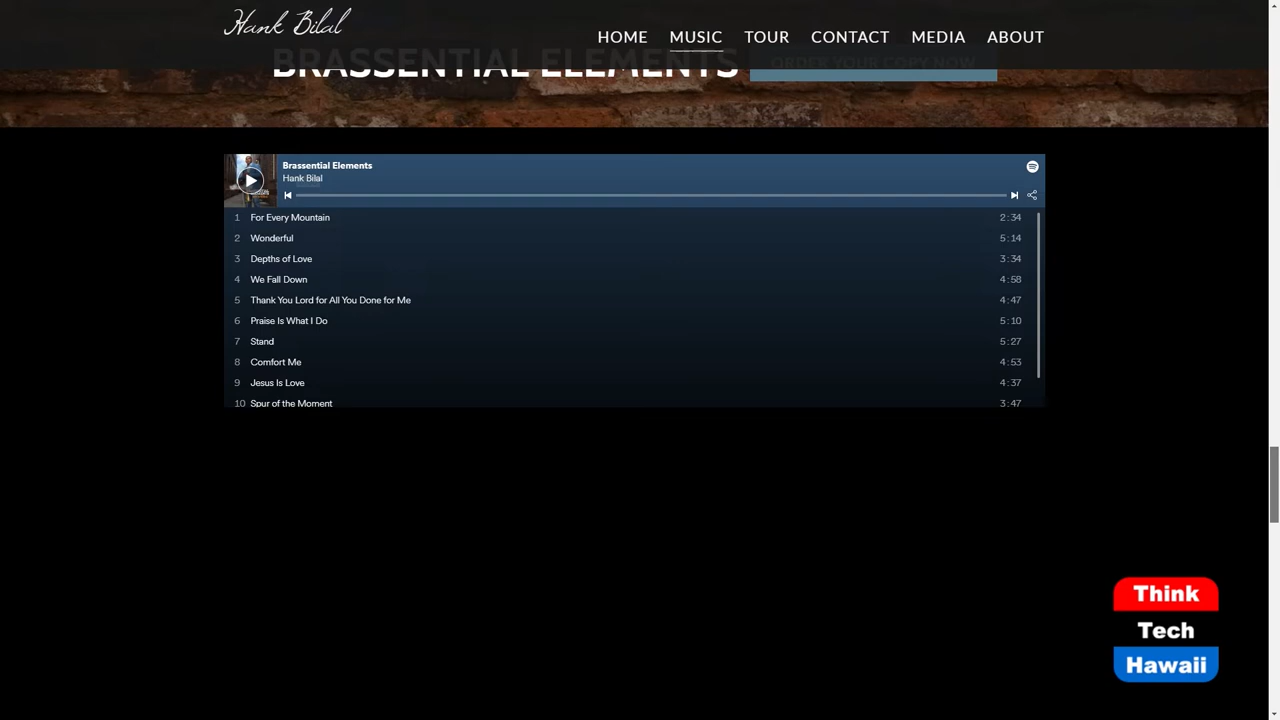 Hank Bilal
HOME MUSIC TOUR CONTACT MEDIA ABOUT
BRASSENTIAL ELEMENTS ORDER YOUR COPY NOW
Brassential Elements
Hank Bilal
1 For Every Mountain 2:34
2 Wonderful 5:14
3 Depths of Love 3:34
4 We Fall Down 4:58
5 Thank You Lord for All You Done for Me 4:47
6 Praise Is What I Do 5:10
7 Stand 5:27
8 Comfort Me 4:53
9 Jesus Is Love 4:37
10 Spur of the Moment 3:47
Think
Tech
Hawaii